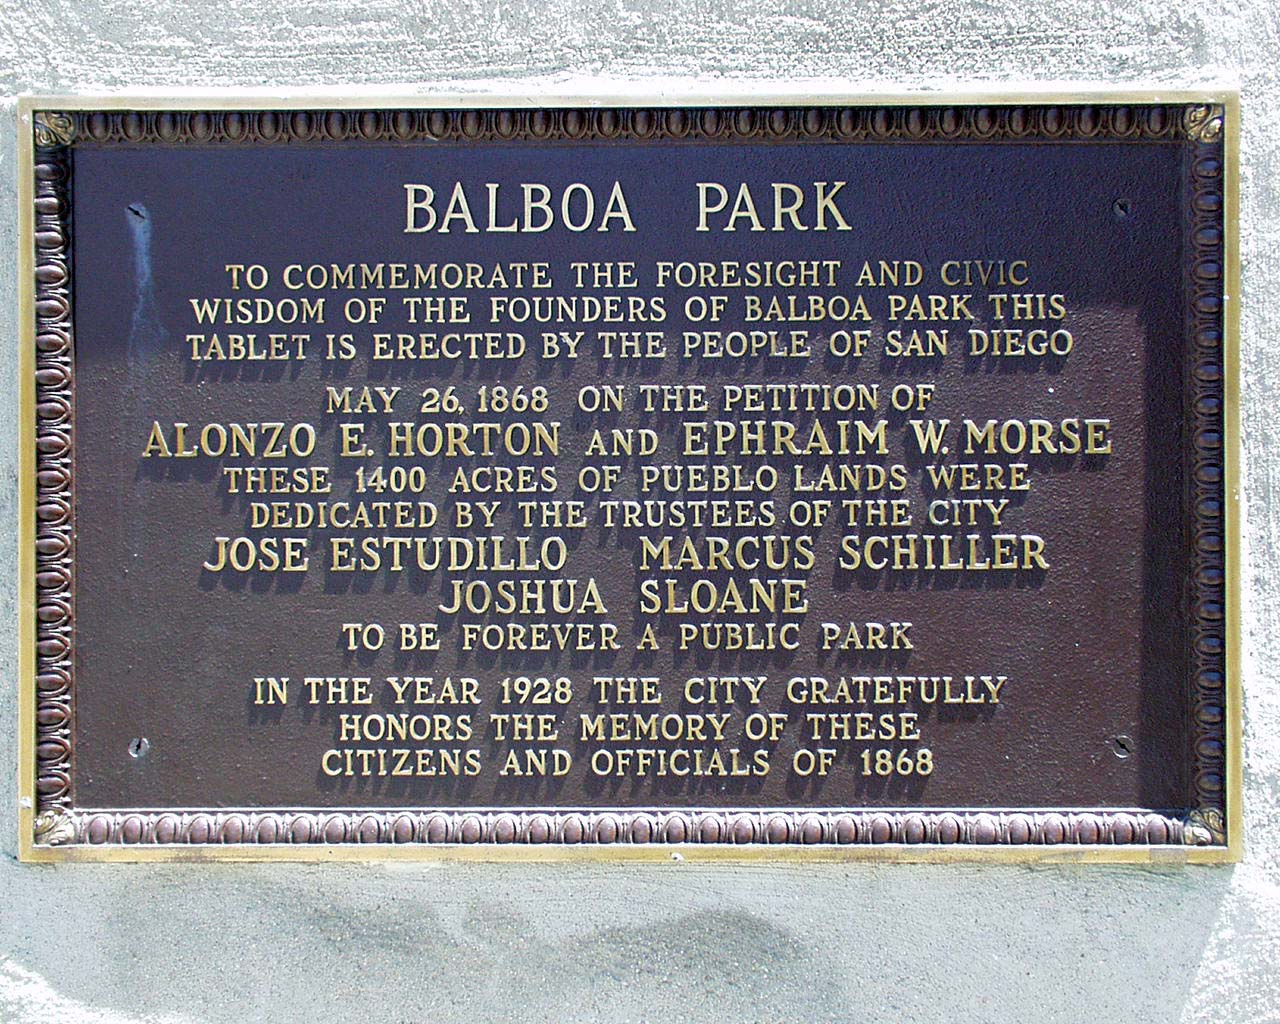 BALBOA PARK
TO COMMEMORATE THE FORESIGHT AND CIVIC
WISDOM OF THE FOUNDERS OF BALBOA PARK THIS
TABLET IS ERECTED BY THE PEOPLE OF SAN DIEGO
MAY 26, 1868 ON THE PETITION OF
ALONZO E. HORTON AND EPHRAIM W. MORSE
THESE 1400 ACRES OF PUEBLO LANDS WERE
DEDICATED BY THE TRUSTEES OF THE CITY
JOSE ESTUDILLO MARCUS SCHILLER
JOSHUA SLOANE
TO BE FOREVER A PUBLIC PARK
IN THE YEAR 1928 THE CITY GRATEFULLY
HONORS THE MEMORY OF THESE
CITIZENS AND OFFICIALS OF 1868